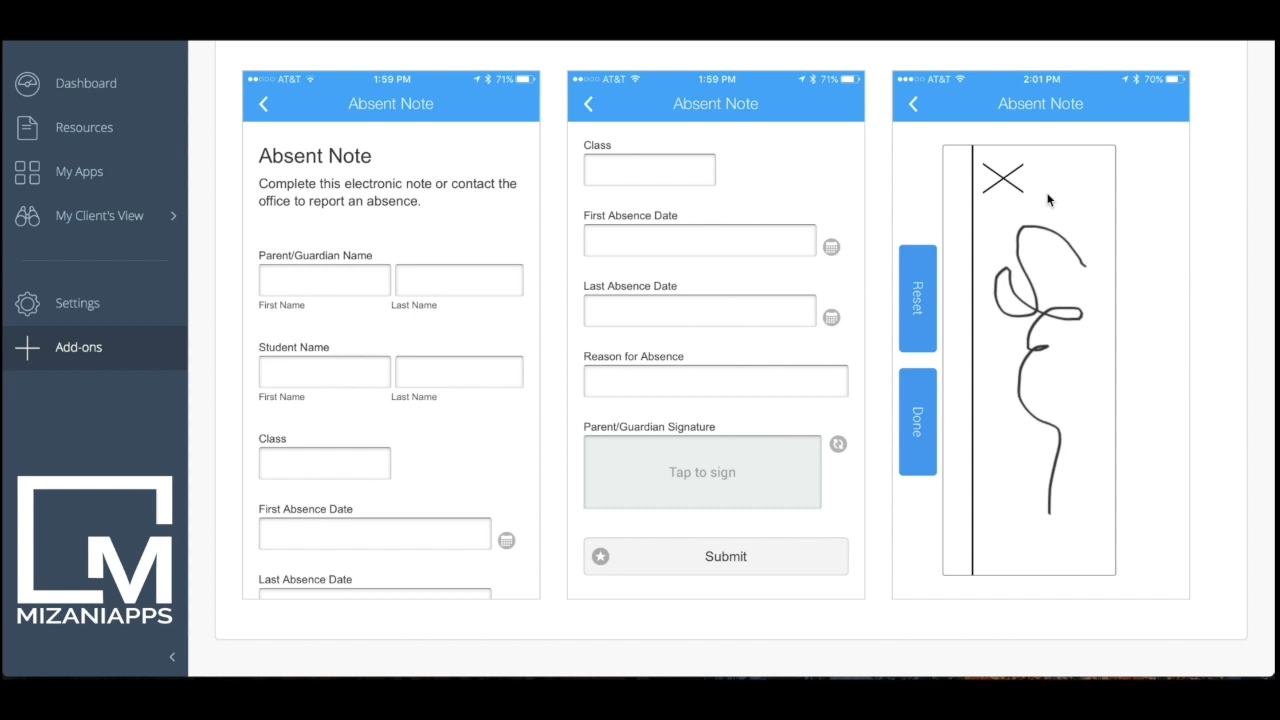 Dashboard
Resources
My Apps
My Client's View
Settings
Add-ons
M
MIZANIAPPS
AT&T 1:59 PM 71%
Absent Note
Absent Note
Complete this electronic note or contact the
office to report an absence.
Parent/Guardian Name
First Name Last Name
Student Name
First Name Last Name
Class
First Absence Date
Last Absence Date
AT&T 1:59 PM 71%
Absent Note
Class
First Absence Date
Last Absence Date
Reason for Absence
Parent/Guardian Signature
Tap to sign
Submit
AT&T 2:01 PM 70%
Absent Note
Reset
Done